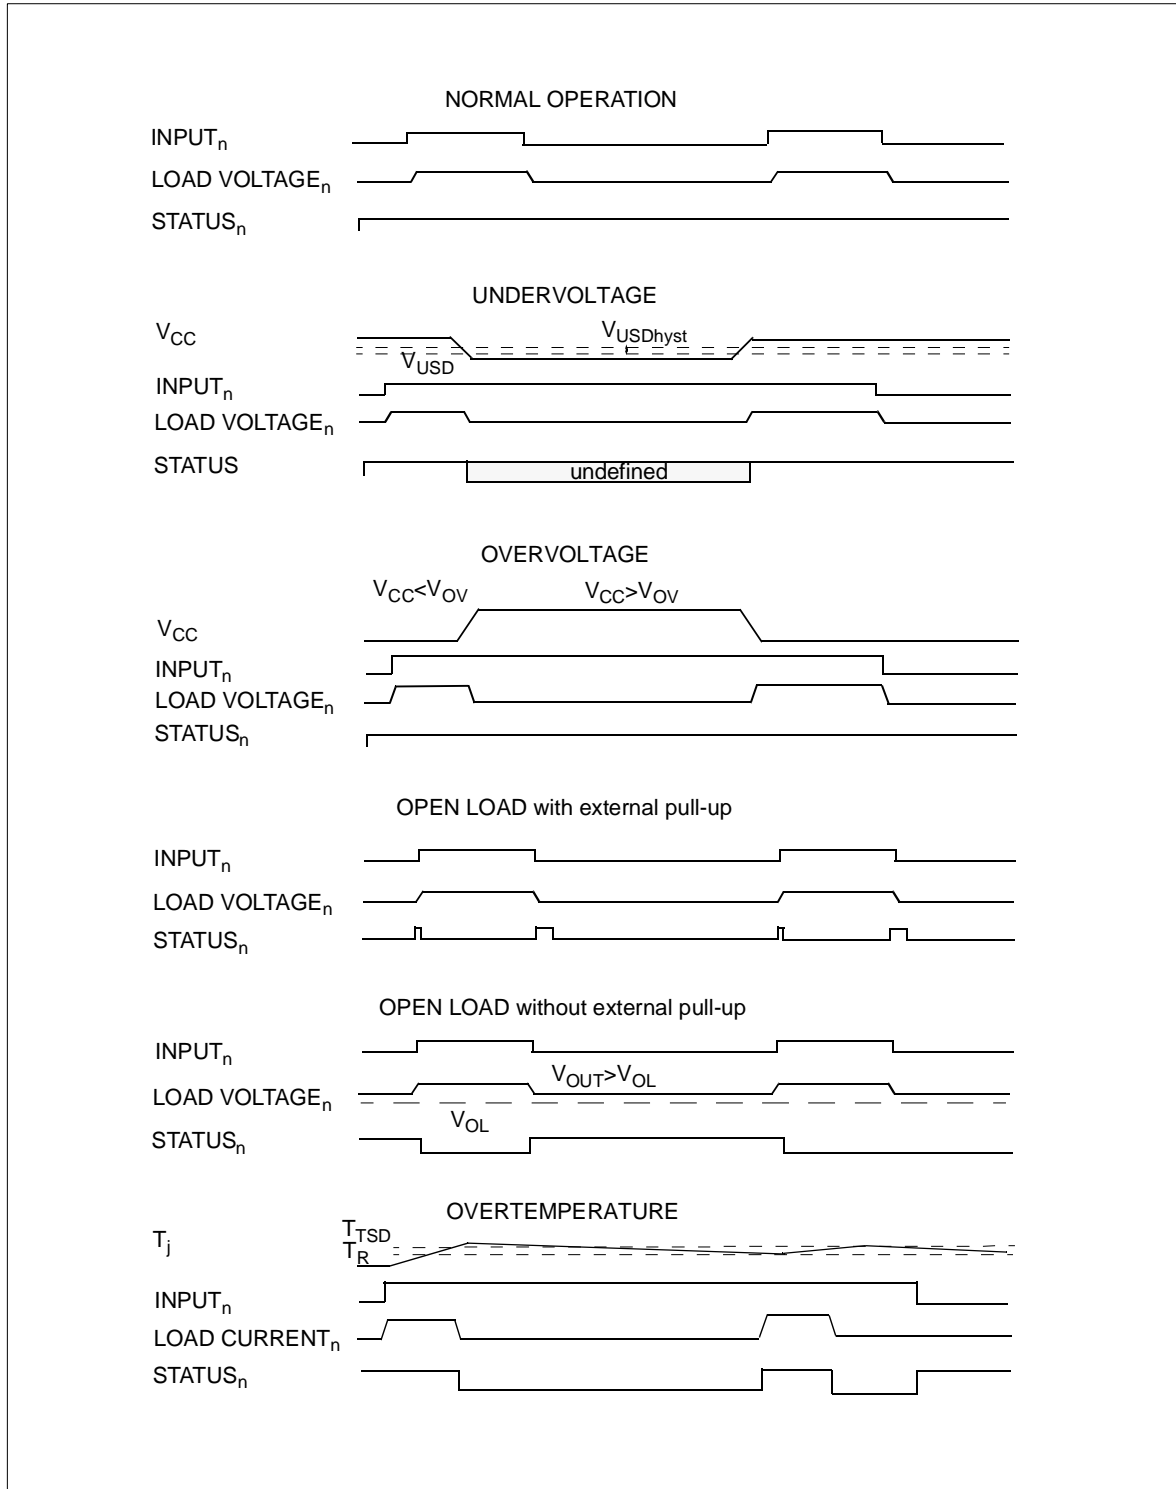 NORMAL OPERATION
INPUTn
LOAD VOLTAGEn
STATUSn
UNDERVOLTAGE
VCC
VUSDhyst
VUSD
INPUTn
LOAD VOLTAGEn
STATUS
undefined
OVERVOLTAGE
VCC<VOV
VCC>VOV
VCC
INPUTn
LOAD VOLTAGEn
STATUSn
OPEN LOAD with external pull-up
INPUTn
LOAD VOLTAGEn
STATUSn
OPEN LOAD without external pull-up
INPUTn
VOUT>VOL
LOAD VOLTAGEn
VOL
STATUSn
OVERTEMPERATURE
Tj
TTSD
TR
INPUTn
LOAD CURRENTn
STATUSn